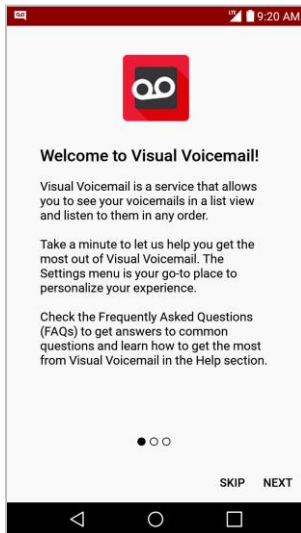 LTE 9:20 AM
Welcome to Visual Voicemail!
Visual Voicemail is a service that allows
you to see your voicemails in a list view
and listen to them in any order.
Take a minute to let us help you get the
most out of Visual Voicemail. The
Settings menu is your go-to place to
personalize your experience.
Check the Frequently Asked Questions
(FAQs) to get answers to common
questions and learn how to get the most
from Visual Voicemail in the Help section.
SKIP NEXT